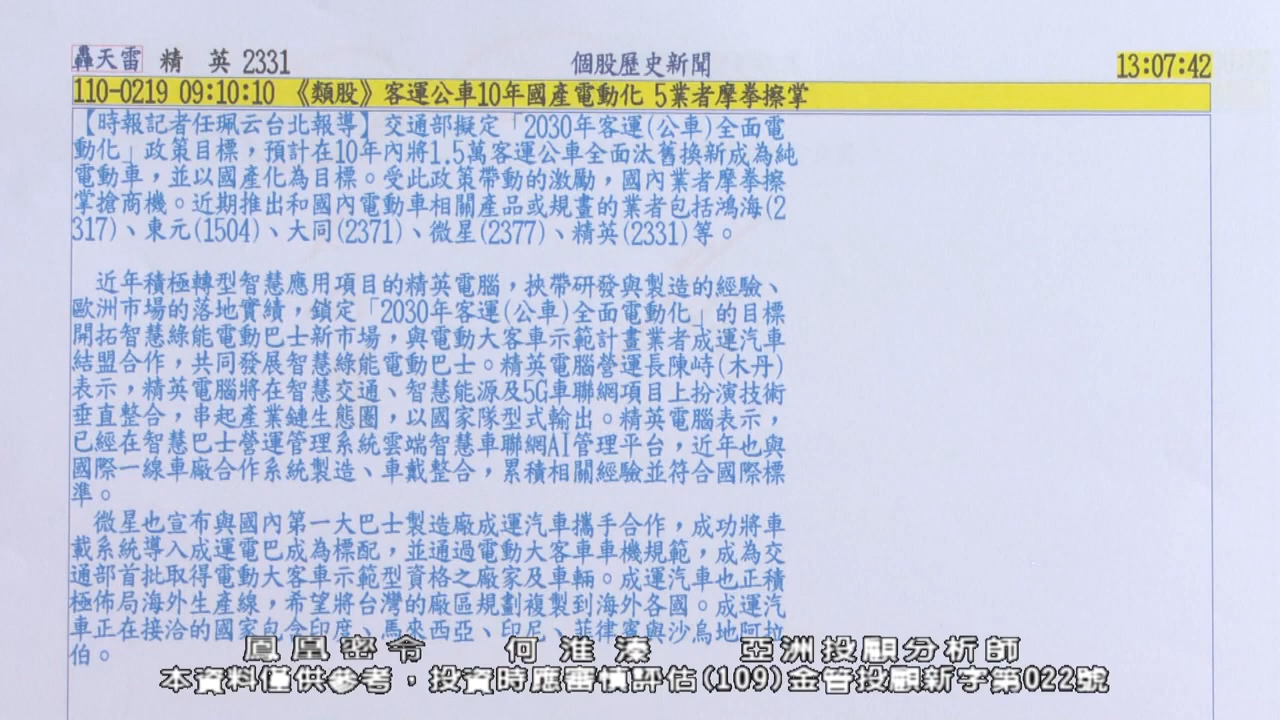 轟天雷 精 英 2331 個股歷史新聞 13:07:42
110-0219 09:10:10 《類股》客運公車10年國產電動化 5業者摩拳擦掌
【時報記者任珮云台北報導】交通部擬定「2030年客運(公車)全面電
動化」政策目標，預計在10年內將1.5萬客運公車全面汰舊換新成為純
電動車，並以國產化為目標。受此政策帶動的激勵，國內業者摩拳擦
掌搶商機。近期推出和國內電動車相關產品或規畫的業者包括鴻海(2
317)、東元(1504)、大同(2371)、微星(2377)、精英(2331)等。
近年積極轉型智慧應用項目的精英電腦，挾帶研發與製造的經驗、
歐洲市場的落地實績，鎖定「2030年客運(公車)全面電動化」的目標
開拓智慧綠能電動巴士新市場，與電動大客車示範計畫業者成運汽車
結盟合作，共同發展智慧綠能電動巴士。精英電腦營運長陳峙(木丹)
表示，精英電腦將在智慧交通、智慧能源及5G車聯網項目上扮演技術
垂直整合，串起產業鏈生態圈，以國家隊型式輸出。精英電腦表示，
已經在智慧巴士營運管理系統雲端智慧車聯網AI管理平台，近年也與
國際一線車廠合作系統製造、車戴整合，累積相關經驗並符合國際標
準。
微星也宣布與國內第一大巴士製造廠成運汽車攜手合作，成功將車
載系統導入成運電巴成為標配，並通過電動大客車車機規範，成為交
通部首批取得電動大客車示範型資格之廠家及車輛。成運汽車也正積
極佈局海外生產線，希望將台灣的廠區規劃複製到海外各國。成運汽
車正在接洽的國家包含印度、馬來西亞、印尼、菲律賓與沙烏地阿拉
伯。
鳳凰密令 何淮溱 亞洲投顧分析師
本資料僅供參考，投資時應審慎評估(109)金管投顧新字第022號